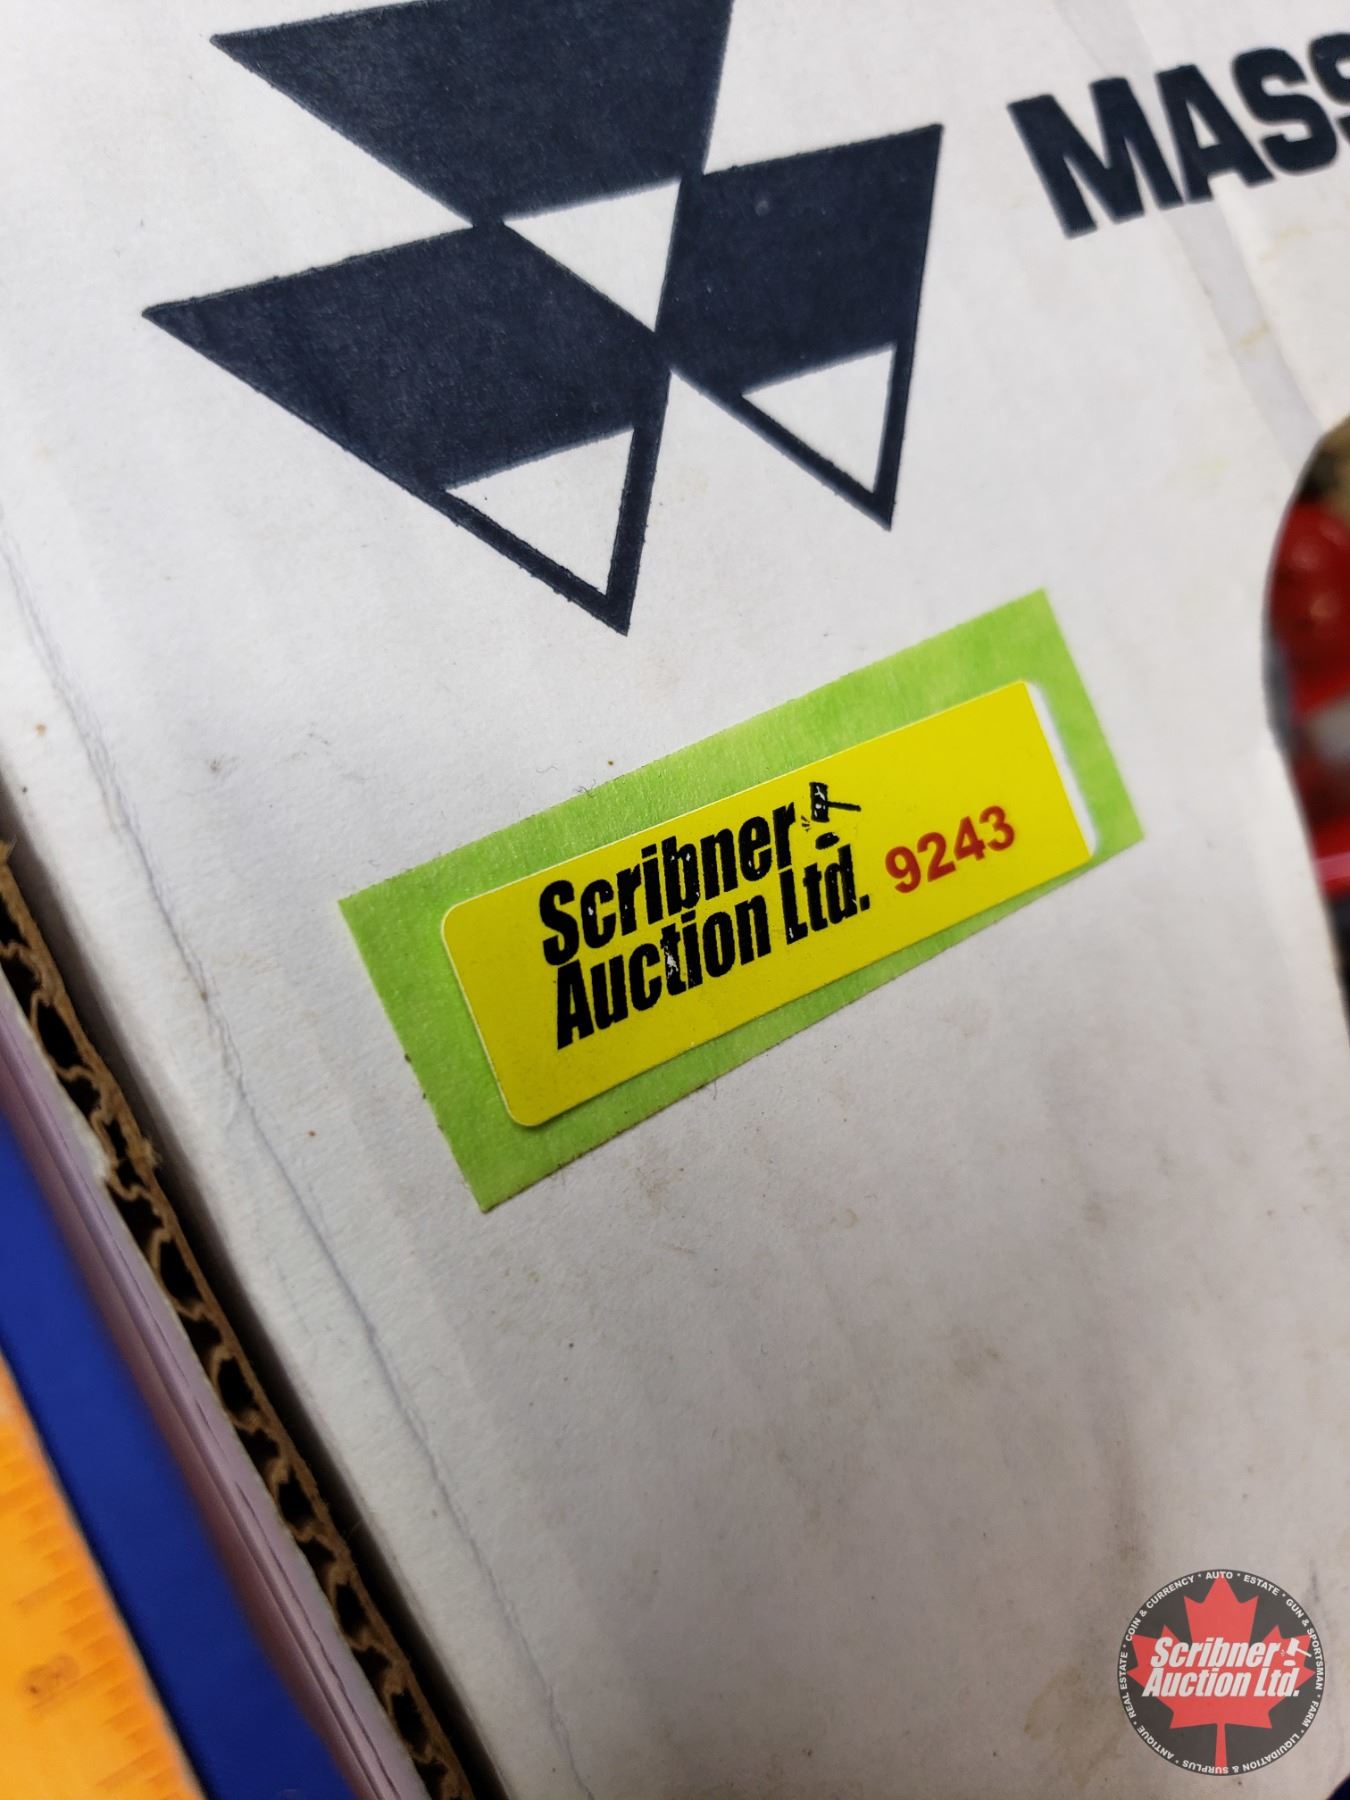 MASS
Scribner
Auction Ltd. 9243
COIN & CURRENCY • AUTO • ESTATE • GUN & SPORTSMAN • FARM • LIQUIDATION & SURPLUS • ANTIQUE • REAL ESTATE •
Scribner
Auction Ltd.